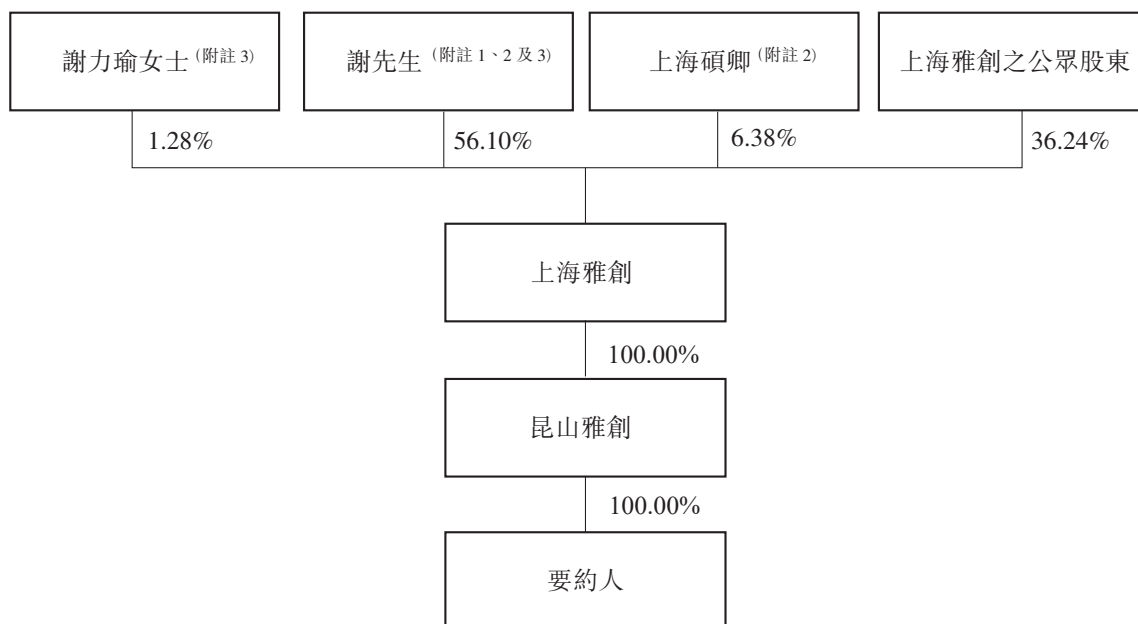 謝力瑜女士 (附註 3)
謝先生 (附註 1、2 及 3)
上海碩卿 (附註 2)
上海雅創之公眾股東
1.28%
56.10%
6.38%
36.24%
上海雅創
100.00%
昆山雅創
100.00%
要約人